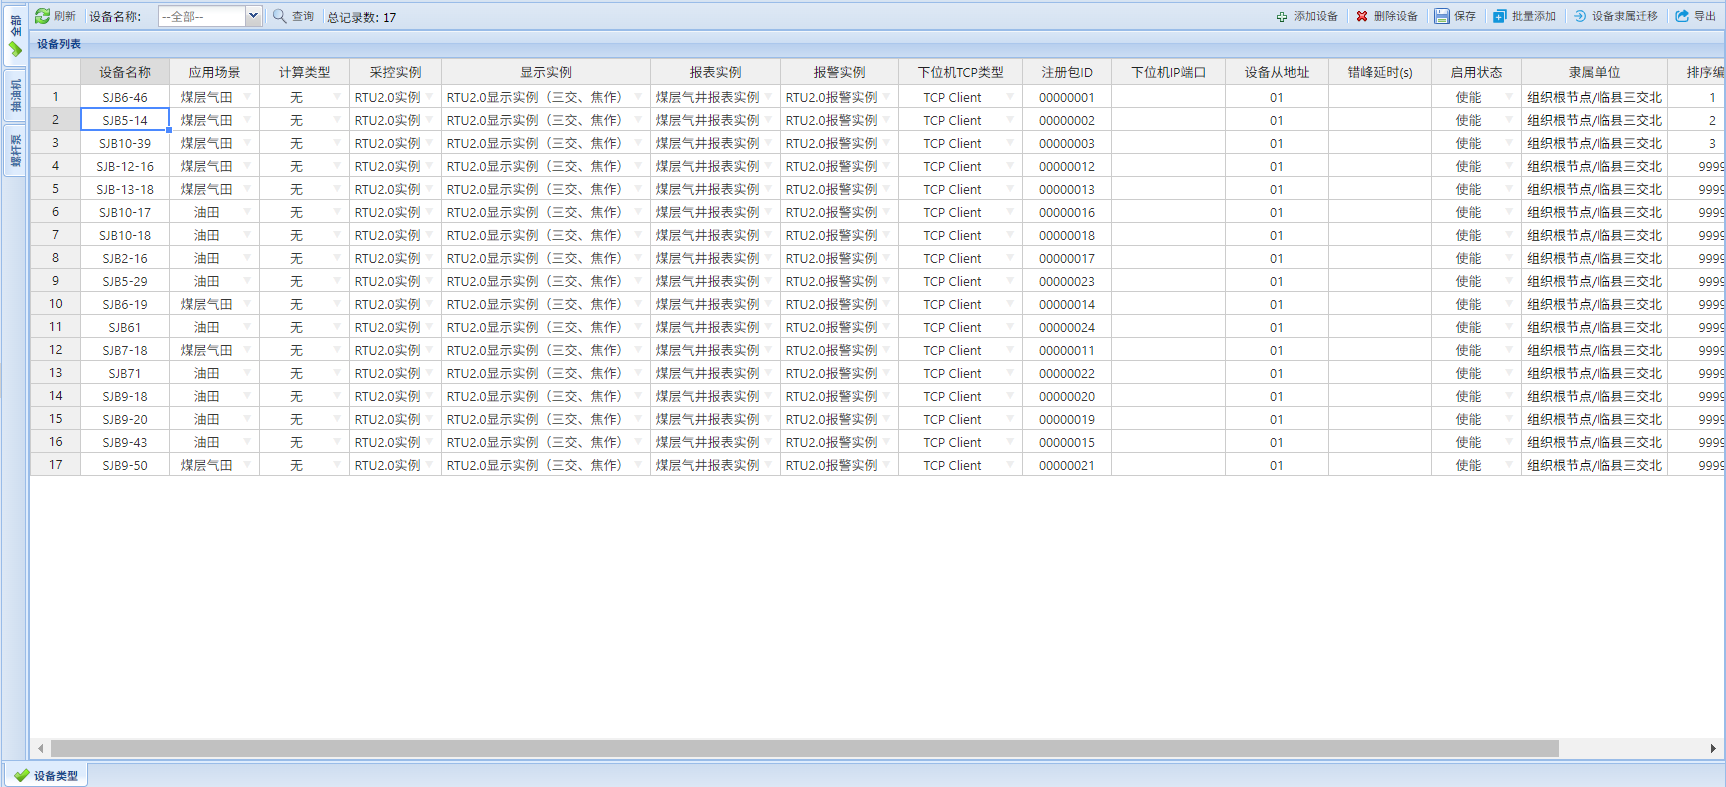 全部
抽油机
螺杆泵
刷新 设备名称: --全部-- 查询 总记录数: 17 添加设备 删除设备 保存 批量添加 设备隶属迁移 导出
设备列表
设备名称 应用场景 计算类型 采控实例 显示实例 报表实例 报警实例 下位机TCP类型 注册包ID 下位机IP端口 设备从地址 错峰延时(s) 启用状态 隶属单位 排序编
1 SJB6-46 煤层气田 无 RTU2.0实例 RTU2.0显示实例（三交、焦作） 煤层气井报表实例 RTU2.0报警实例 TCP Client 00000001 01 使能 组织根节点/临县三交北 1
2 SJB5-14 煤层气田 无 RTU2.0实例 RTU2.0显示实例（三交、焦作） 煤层气井报表实例 RTU2.0报警实例 TCP Client 00000002 01 使能 组织根节点/临县三交北 2
3 SJB10-39 煤层气田 无 RTU2.0实例 RTU2.0显示实例（三交、焦作） 煤层气井报表实例 RTU2.0报警实例 TCP Client 00000003 01 使能 组织根节点/临县三交北 3
4 SJB-12-16 煤层气田 无 RTU2.0实例 RTU2.0显示实例（三交、焦作） 煤层气井报表实例 RTU2.0报警实例 TCP Client 00000012 01 使能 组织根节点/临县三交北 9999
5 SJB-13-18 煤层气田 无 RTU2.0实例 RTU2.0显示实例（三交、焦作） 煤层气井报表实例 RTU2.0报警实例 TCP Client 00000013 01 使能 组织根节点/临县三交北 9999
6 SJB10-17 油田 无 RTU2.0实例 RTU2.0显示实例（三交、焦作） 煤层气井报表实例 RTU2.0报警实例 TCP Client 00000016 01 使能 组织根节点/临县三交北 9999
7 SJB10-18 油田 无 RTU2.0实例 RTU2.0显示实例（三交、焦作） 煤层气井报表实例 RTU2.0报警实例 TCP Client 00000018 01 使能 组织根节点/临县三交北 9999
8 SJB2-16 油田 无 RTU2.0实例 RTU2.0显示实例（三交、焦作） 煤层气井报表实例 RTU2.0报警实例 TCP Client 00000017 01 使能 组织根节点/临县三交北 9999
9 SJB5-29 油田 无 RTU2.0实例 RTU2.0显示实例（三交、焦作） 煤层气井报表实例 RTU2.0报警实例 TCP Client 00000023 01 使能 组织根节点/临县三交北 9999
10 SJB6-19 煤层气田 无 RTU2.0实例 RTU2.0显示实例（三交、焦作） 煤层气井报表实例 RTU2.0报警实例 TCP Client 00000014 01 使能 组织根节点/临县三交北 9999
11 SJB61 油田 无 RTU2.0实例 RTU2.0显示实例（三交、焦作） 煤层气井报表实例 RTU2.0报警实例 TCP Client 00000024 01 使能 组织根节点/临县三交北 9999
12 SJB7-18 煤层气田 无 RTU2.0实例 RTU2.0显示实例（三交、焦作） 煤层气井报表实例 RTU2.0报警实例 TCP Client 00000011 01 使能 组织根节点/临县三交北 9999
13 SJB71 油田 无 RTU2.0实例 RTU2.0显示实例（三交、焦作） 煤层气井报表实例 RTU2.0报警实例 TCP Client 00000022 01 使能 组织根节点/临县三交北 9999
14 SJB9-18 油田 无 RTU2.0实例 RTU2.0显示实例（三交、焦作） 煤层气井报表实例 RTU2.0报警实例 TCP Client 00000020 01 使能 组织根节点/临县三交北 9999
15 SJB9-20 油田 无 RTU2.0实例 RTU2.0显示实例（三交、焦作） 煤层气井报表实例 RTU2.0报警实例 TCP Client 00000019 01 使能 组织根节点/临县三交北 9999
16 SJB9-43 油田 无 RTU2.0实例 RTU2.0显示实例（三交、焦作） 煤层气井报表实例 RTU2.0报警实例 TCP Client 00000015 01 使能 组织根节点/临县三交北 9999
17 SJB9-50 煤层气田 无 RTU2.0实例 RTU2.0显示实例（三交、焦作） 煤层气井报表实例 RTU2.0报警实例 TCP Client 00000021 01 使能 组织根节点/临县三交北 9999
设备类型